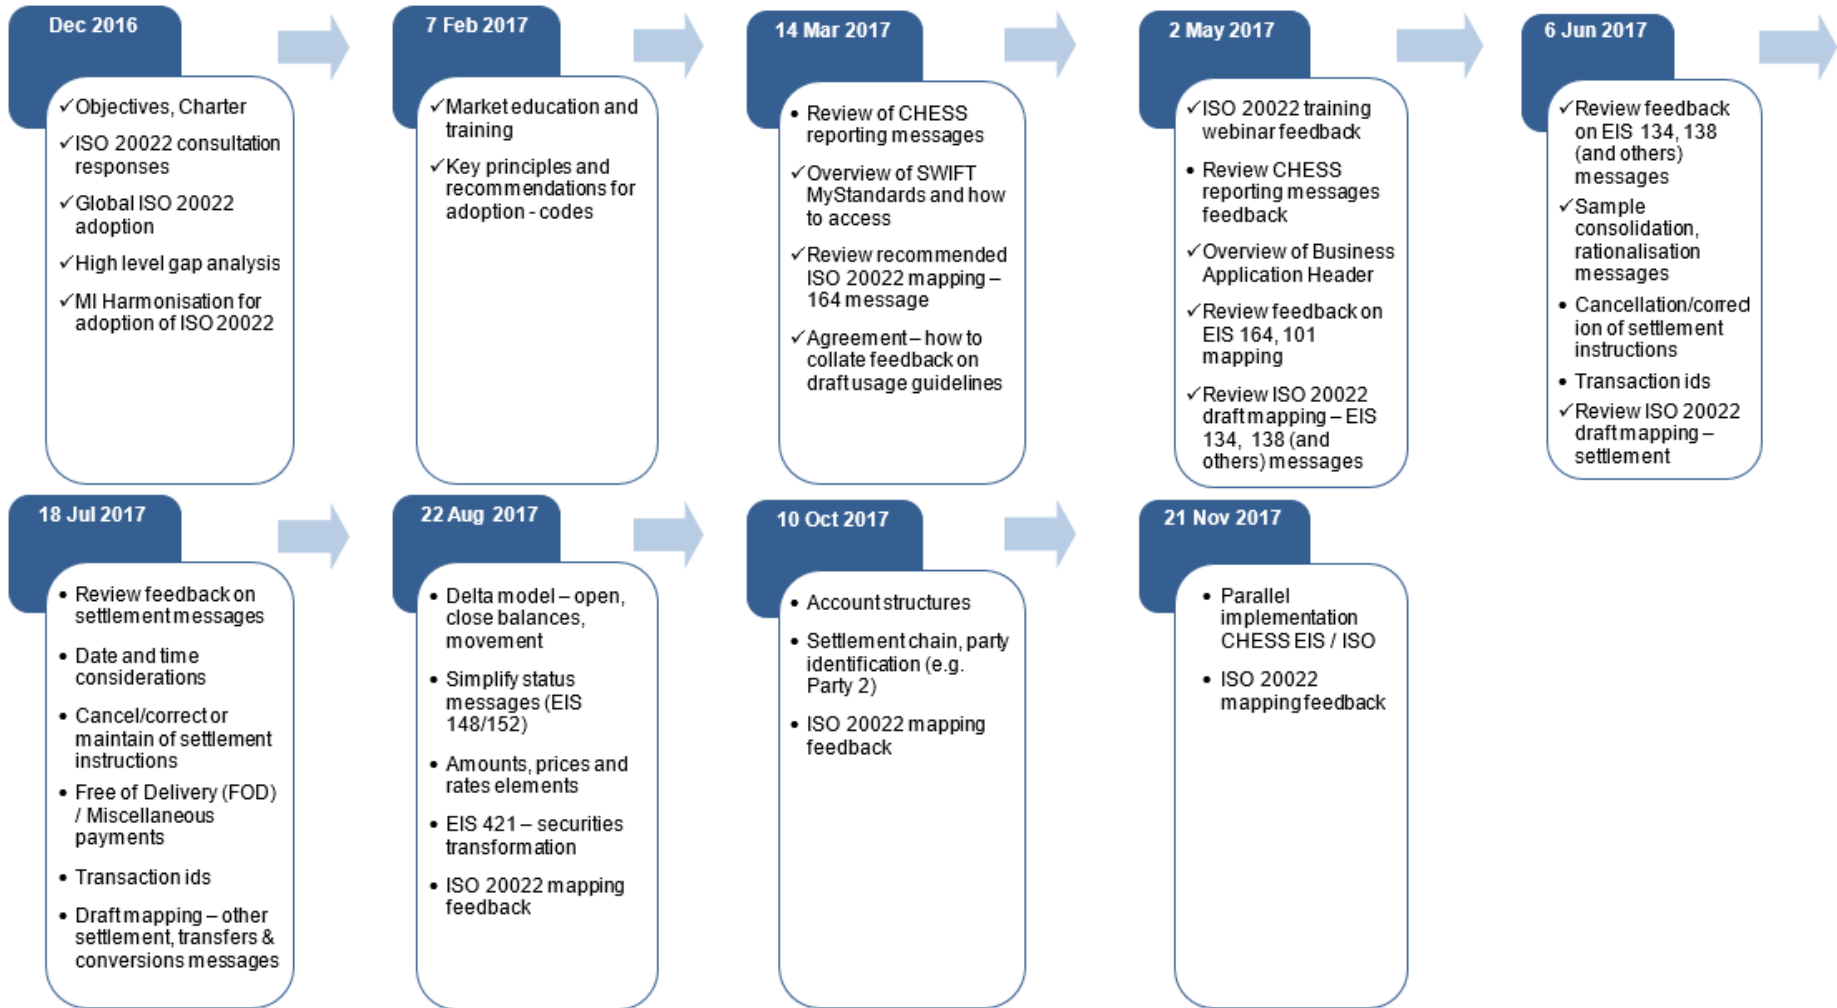 Dec 2016
✓Objectives, Charter
✓ISO 20022 consultation
responses
✓Global ISO 20022
adoption
✓High level gap analysis
✓MI Harmonisation for
adoption of ISO 20022
7 Feb 2017
✓Market education and
training
✓Key principles and
recommendations for
adoption - codes
14 Mar 2017
• Review of CHESS
reporting messages
✓Overview of SWIFT
MyStandards and how
to access
✓Review recommended
ISO 20022 mapping –
164 message
✓Agreement – how to
collate feedback on
draft usage guidelines
2 May 2017
✓ISO 20022 training
webinar feedback
• Review CHESS
reporting messages
feedback
✓Overview of Business
Application Header
✓Review feedback on
EIS 164, 101
mapping
✓Review ISO 20022
draft mapping – EIS
134, 138 (and
others) messages
6 Jun 2017
✓Review feedback
on EIS 134, 138
(and others)
messages
✓Sample
consolidation,
rationalisation
messages
• Cancellation/corred
ion of settlement
instructions
• Transaction ids
✓Review ISO 20022
draft mapping –
settlement
18 Jul 2017
• Review feedback on
settlement messages
• Date and time
considerations
• Cancel/correct or
maintain of settlement
instructions
• Free of Delivery (FOD)
/ Miscellaneous
payments
• Transaction ids
• Draft mapping – other
settlement, transfers &
conversions messages
22 Aug 2017
• Delta model – open,
close balances,
movement
• Simplify status
messages (EIS
148/152)
• Amounts, prices and
rates elements
• EIS 421 – securities
transformation
• ISO 20022 mapping
feedback
10 Oct 2017
• Account structures
• Settlement chain, party
identification (e.g.
Party 2)
• ISO 20022 mapping
feedback
21 Nov 2017
• Parallel
implementation
CHESS EIS / ISO
• ISO 20022
mapping feedback